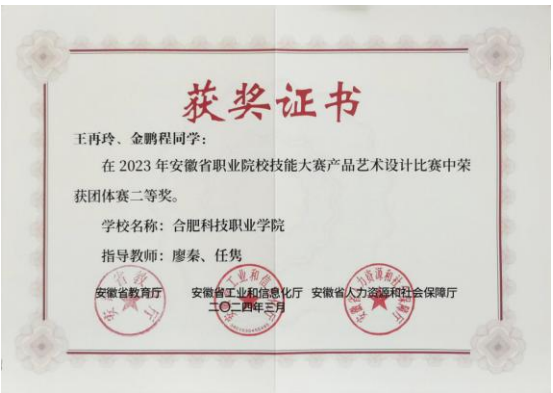 获奖证书
王再玲、金鹏程同学：
在 2023 年安徽省职业院校技能大赛产品艺术设计比赛中荣
获团体赛二等奖。
学校名称：合肥科技职业学院
指导教师：廖秦、任隽
安徽省教育厅 安徽省工业和信息化厅 安徽省人力资源和社会保障厅
二〇二四年三月